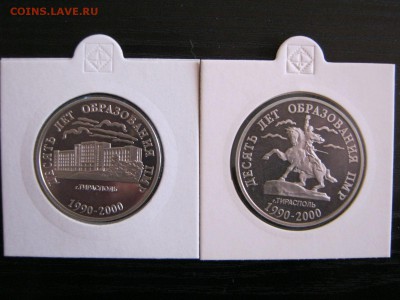 COINS.LAVE.RU
ДЕСЯТЬ ЛЕТ ОБРАЗОВАНИЯ ПМР
г.ТИРАСПОЛЬ
1990-2000
ДЕСЯТЬ ЛЕТ ОБРАЗОВАНИЯ ПМР
г.ТИРАСПОЛЬ
1990-2000